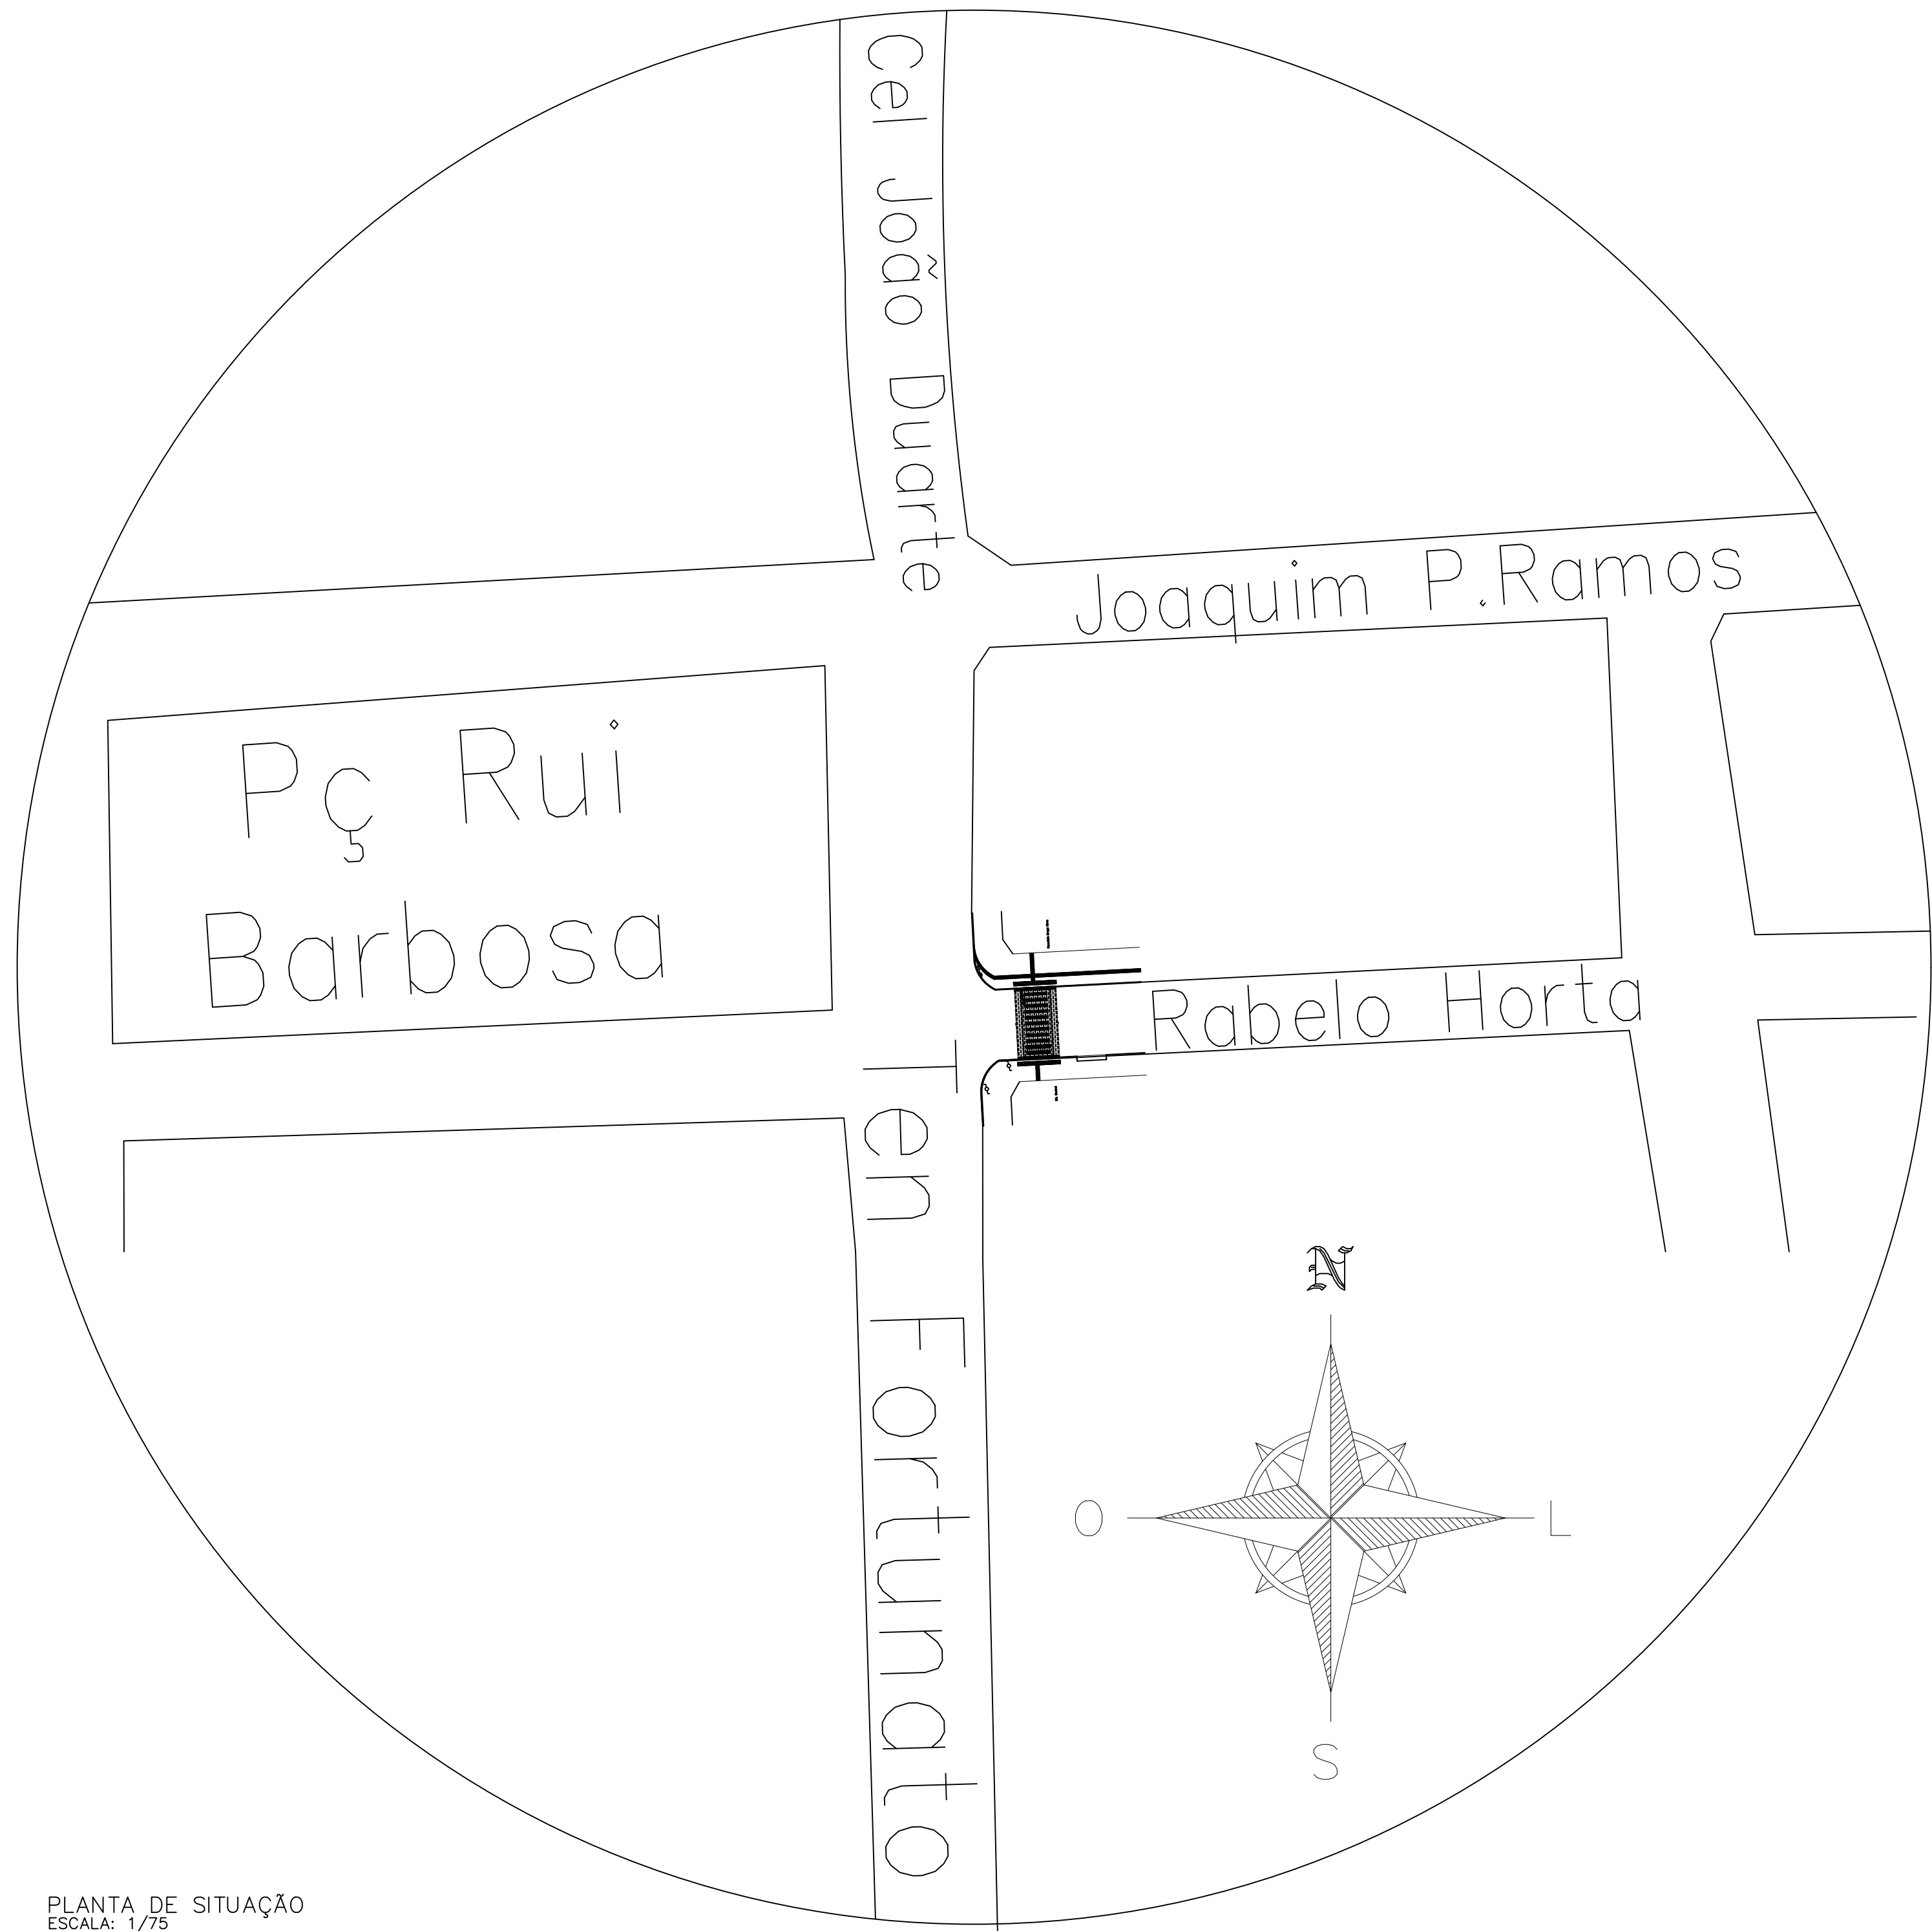 Cel João Duarte
Joaquim P.Ramos
Pç Rui
Barbosa
Rabelo Horta
Ten Fortunato
N
O
L
S
PLANTA DE SITUAÇÃO
ESCALA: 1/75